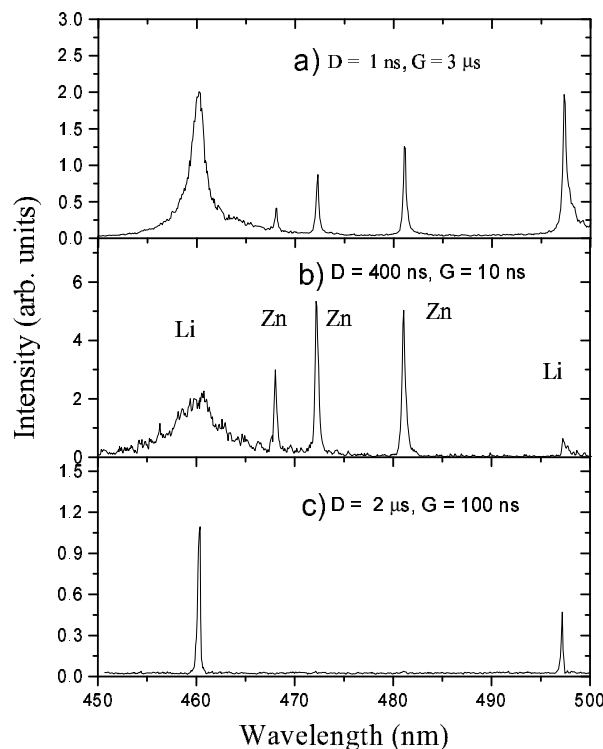 3.0
2.5
2.0
1.5
1.0
0.5
0.0
a) D = 1 ns, G = 3 μs
6
4
2
0
b) D = 400 ns, G = 10 ns
Li
Zn
Zn
Zn
Li
1.5
1.2
0.9
0.6
0.3
0.0
c) D = 2 μs, G = 100 ns
450 460 470 480 490 500
Intensity (arb. units)
Wavelength (nm)